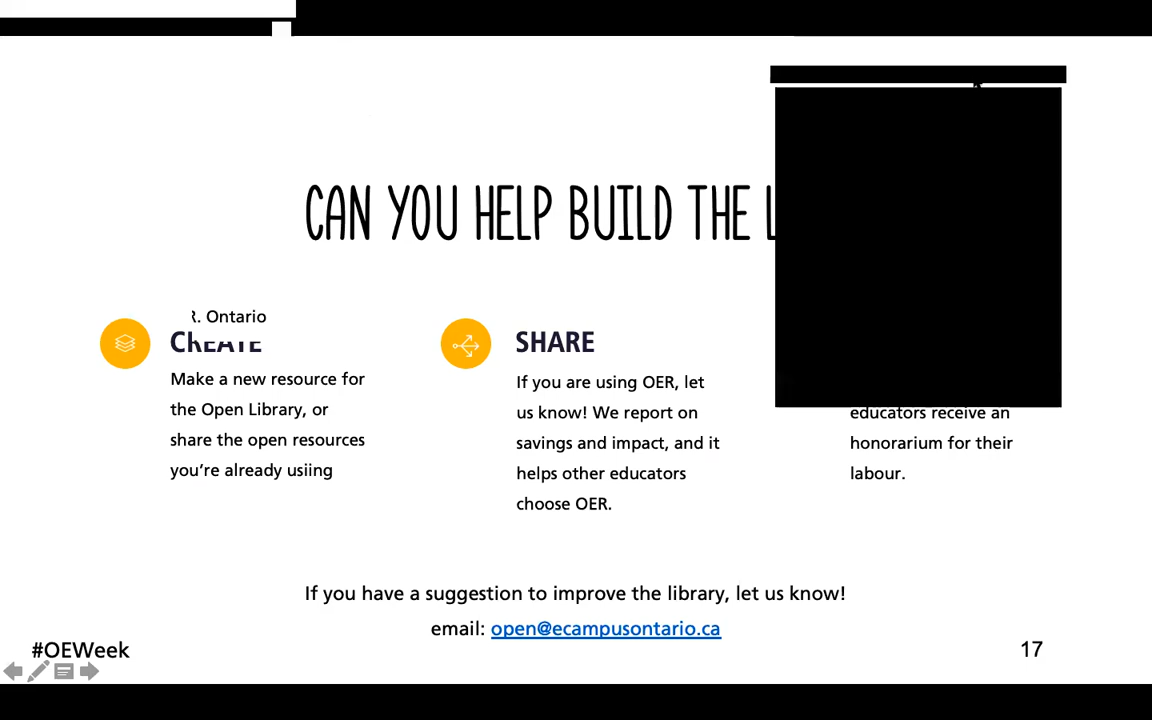 CAN YOU HELP BUILD THE
R. Ontario
CREATE
Make a new resource for
the Open Library, or
share the open resources
you're already usiing
SHARE
If you are using OER, let
us know! We report on
savings and impact, and it
helps other educators
choose OER.
educators receive an
honorarium for their
labour.
If you have a suggestion to improve the library, let us know!
email: open@ecampusontario.ca
#OEWeek
17